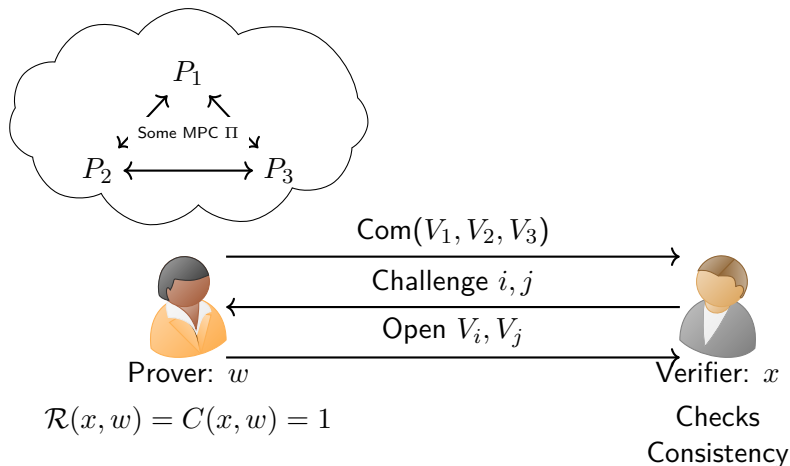 P₁
Some MPC Π
P₂
P₃
Com(V₁, V₂, V₃)
Challenge i, j
Open Vᵢ, Vⱼ
Prover: w
Verifier: x
R(x, w) = C(x, w) = 1
Checks
Consistency